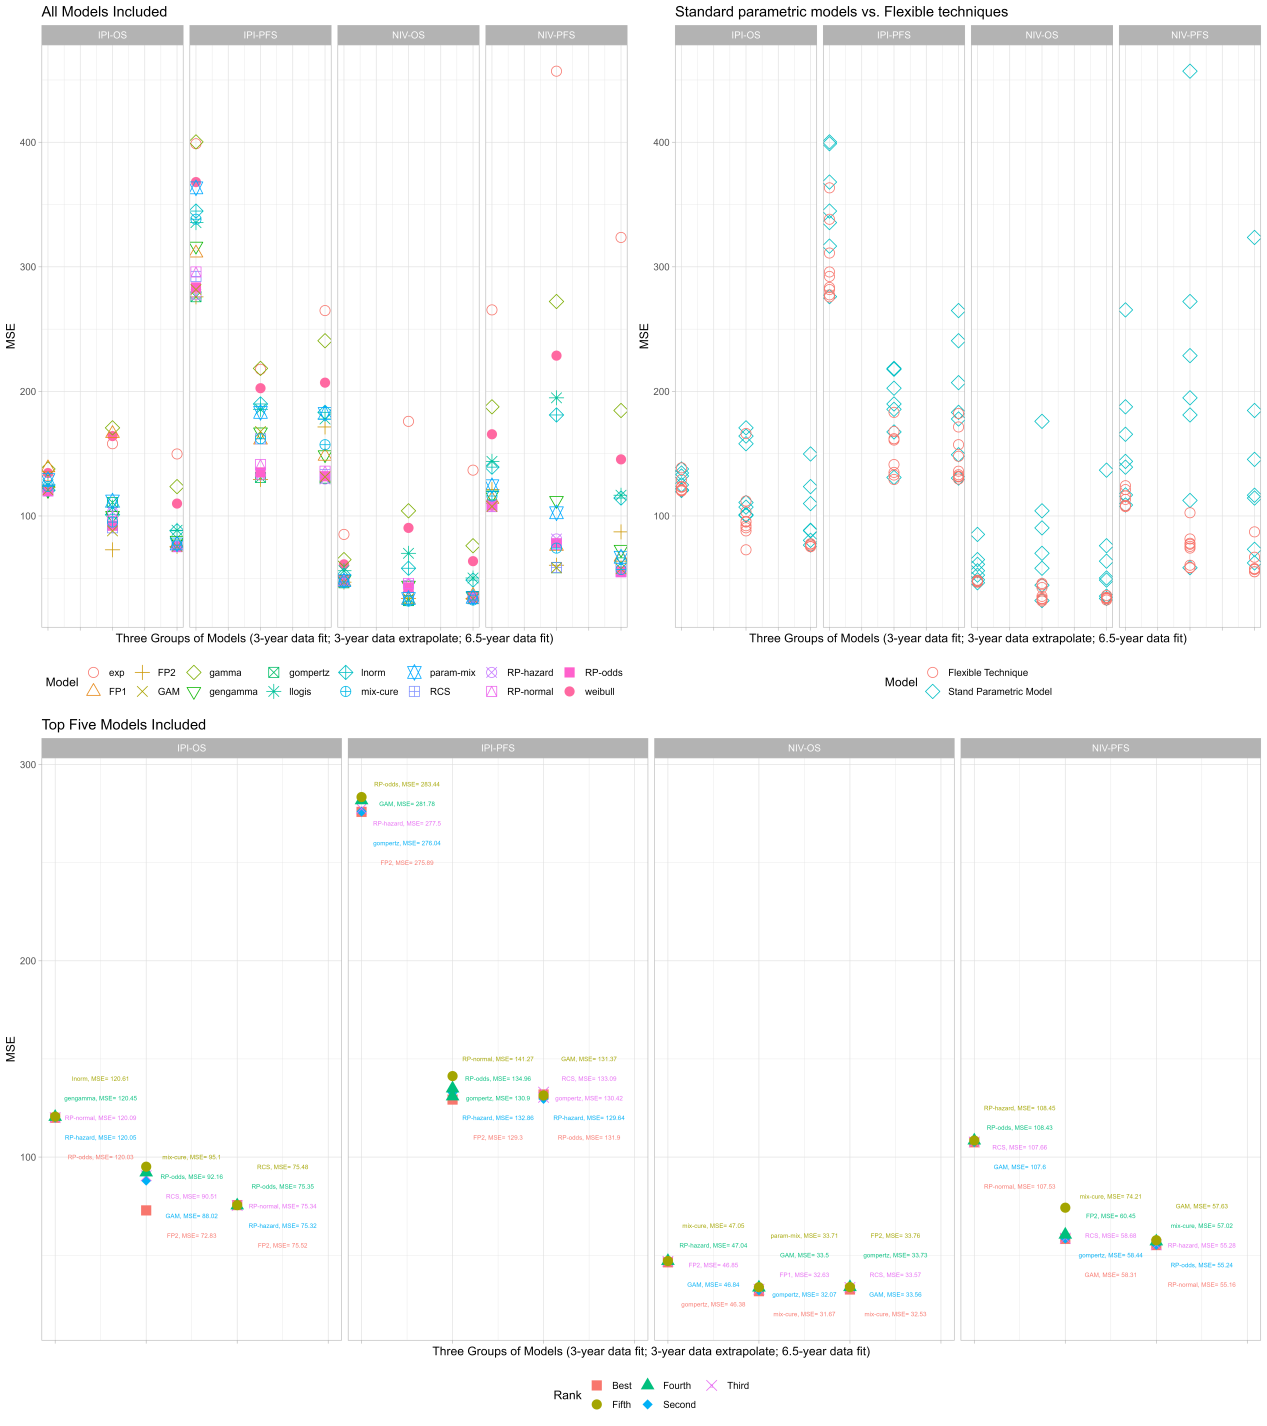 All Models Included
IPI-OS
IPI-PFS
NIV-OS
NIV-PFS
400
300
200
100
MSE
Three Groups of Models (3-year data fit; 3-year data extrapolate; 6.5-year data fit)
Model
exp
FP2
gamma
gompertz
lnorm
param-mix
RP-hazard
RP-odds
FP1
GAM
gengamma
llogis
mix-cure
RCS
RP-normal
weibull
Standard parametric models vs. Flexible techniques
IPI-OS
IPI-PFS
NIV-OS
NIV-PFS
400
300
200
100
MSE
Three Groups of Models (3-year data fit; 3-year data extrapolate; 6.5-year data fit)
Model
Flexible Technique
Stand Parametric Model
Top Five Models Included
IPI-OS
IPI-PFS
NIV-OS
NIV-PFS
300
200
100
MSE
lnorm, MSE= 120.61
gengamma, MSE= 120.45
RP-normal, MSE= 120.09
RP-hazard, MSE= 120.05
RP-odds, MSE= 120.03
mix-cure, MSE= 95.1
RP-odds, MSE= 92.16
RCS, MSE= 90.51
GAM, MSE= 88.02
FP2, MSE= 72.83
RCS, MSE= 75.48
RP-odds, MSE= 75.35
RP-normal, MSE= 75.34
RP-hazard, MSE= 75.32
FP2, MSE= 75.52
RP-odds, MSE= 283.44
GAM, MSE= 281.78
RP-hazard, MSE= 277.5
gompertz, MSE= 276.04
FP2, MSE= 275.89
RP-normal, MSE= 141.27
RP-odds, MSE= 134.96
gompertz, MSE= 130.9
RP-hazard, MSE= 132.86
FP2, MSE= 129.3
GAM, MSE= 131.37
RCS, MSE= 133.09
gompertz, MSE= 130.42
RP-hazard, MSE= 129.64
RP-odds, MSE= 131.9
mix-cure, MSE= 47.05
RP-hazard, MSE= 47.04
FP2, MSE= 46.85
GAM, MSE= 46.84
gompertz, MSE= 46.38
param-mix, MSE= 33.71
GAM, MSE= 33.5
FP1, MSE= 32.63
gompertz, MSE= 32.07
mix-cure, MSE= 31.67
FP2, MSE= 33.76
gompertz, MSE= 33.73
RCS, MSE= 33.57
GAM, MSE= 33.56
mix-cure, MSE= 32.53
RP-hazard, MSE= 108.45
RP-odds, MSE= 108.43
RCS, MSE= 107.66
GAM, MSE= 107.6
RP-normal, MSE= 107.53
mix-cure, MSE= 74.21
FP2, MSE= 60.45
RCS, MSE= 58.68
gompertz, MSE= 58.44
GAM, MSE= 58.31
GAM, MSE= 57.63
mix-cure, MSE= 57.02
RP-hazard, MSE= 55.28
RP-odds, MSE= 55.24
RP-normal, MSE= 55.16
Three Groups of Models (3-year data fit; 3-year data extrapolate; 6.5-year data fit)
Rank
Best
Fourth
Third
Fifth
Second